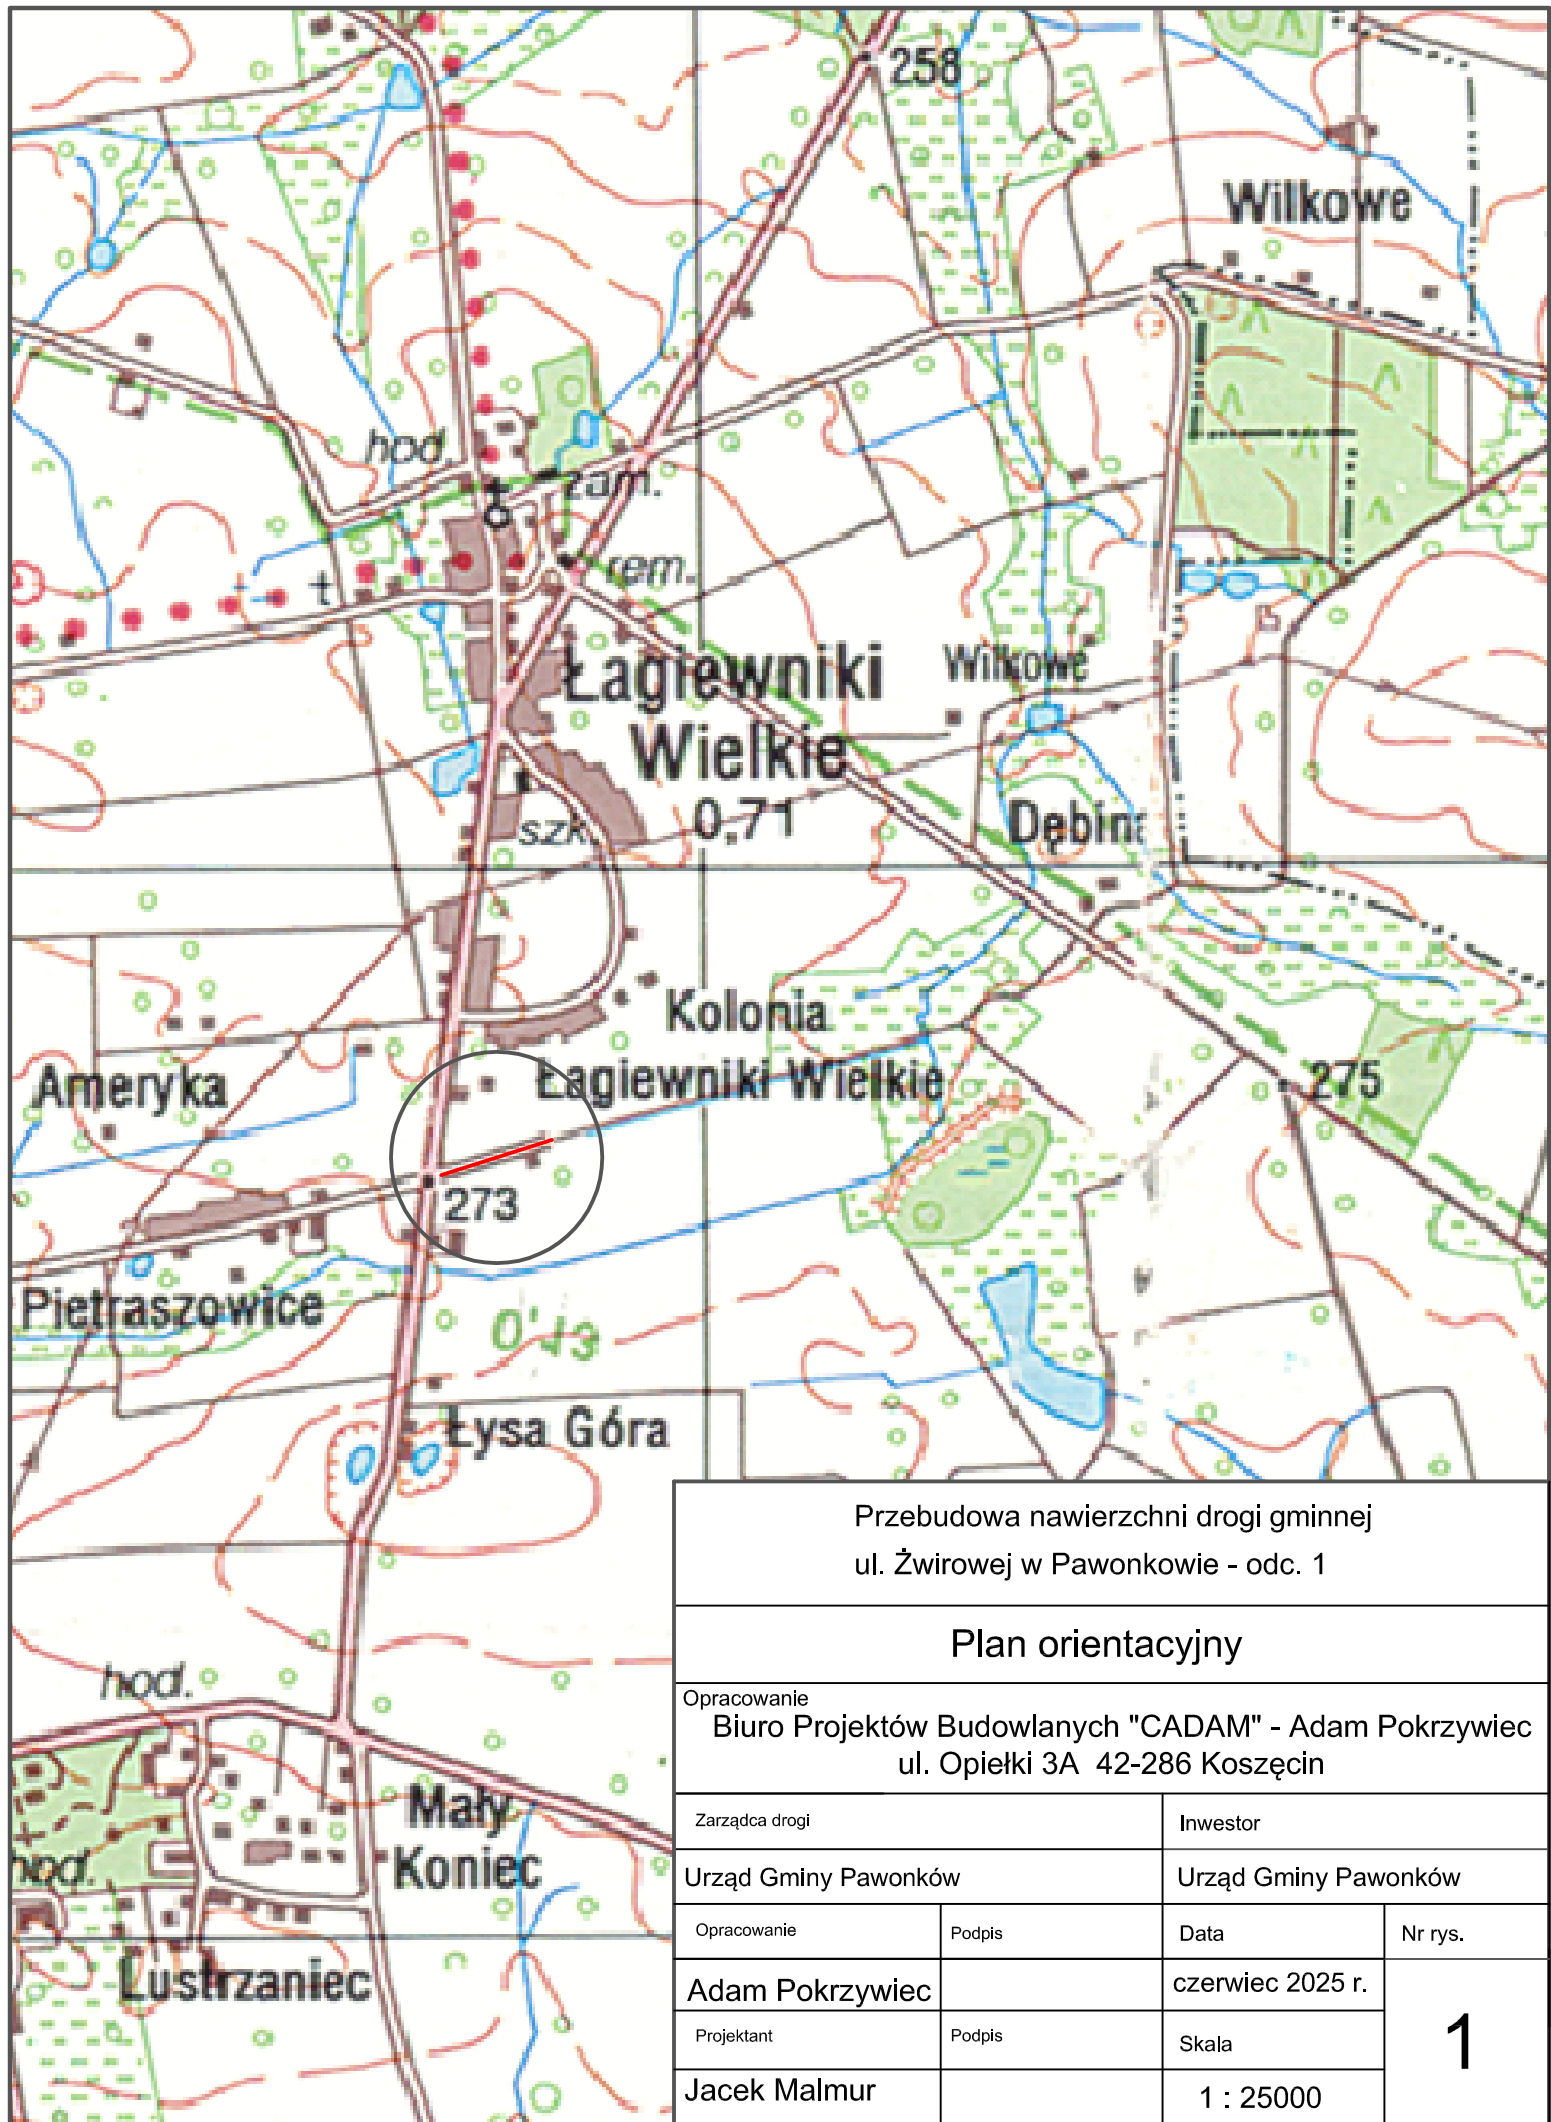 258
Wilkowe
hod.
zam.
rem.
Łagiewniki
Wielkie
0,71
Wilkowe
szk.
Dębin
Kolonia
Łagiewniki Wielkie
Ameryka
275
273
Pietraszowice
Łysa Góra
hod.
Mały
Koniec
hod.
Lustrzaniec
Przebudowa nawierzchni drogi gminnej
ul. Żwirowej w Pawonkowie - odc. 1
Plan orientacyjny
Opracowanie
Biuro Projektów Budowlanych "CADAM" - Adam Pokrzywiec
ul. Opiełki 3A 42-286 Koszęcin
Zarządca drogi
Inwestor
Urząd Gminy Pawonków
Urząd Gminy Pawonków
Opracowanie
Podpis
Data
Nr rys.
Adam Pokrzywiec
czerwiec 2025 r.
1
Projektant
Podpis
Skala
Jacek Malmur
1 : 25000